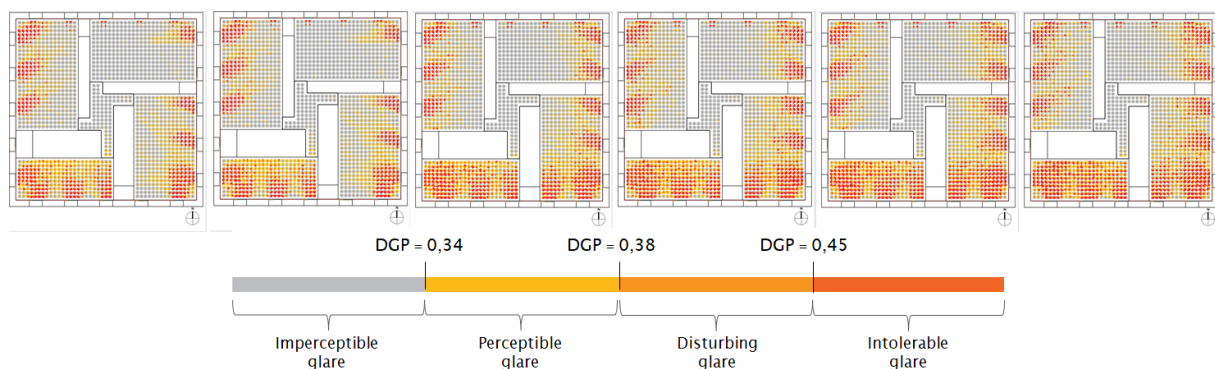 DGP = 0,34
DGP = 0,38
DGP = 0,45
Imperceptible
glare
Perceptible
glare
Disturbing
glare
Intolerable
glare